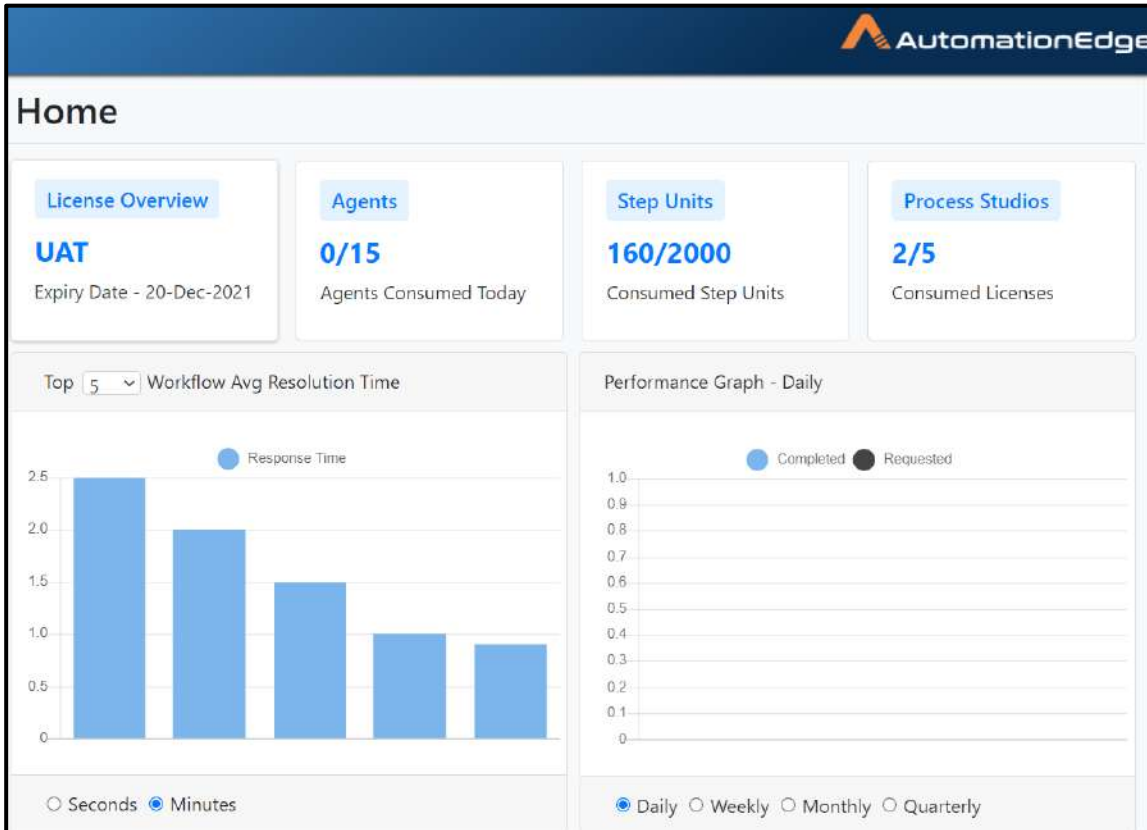 AutomationEdge
Home
License Overview
UAT
Expiry Date - 20-Dec-2021
Agents
0/15
Agents Consumed Today
Step Units
160/2000
Consumed Step Units
Process Studios
2/5
Consumed Licenses
Top 5 Workflow Avg Resolution Time
Response Time
2.5
2.0
1.5
1.0
0.5
0
Seconds Minutes
Performance Graph - Daily
Completed Requested
1.0
0.9
0.8
0.7
0.6
0.5
0.4
0.3
0.2
0.1
0
Daily Weekly Monthly Quarterly